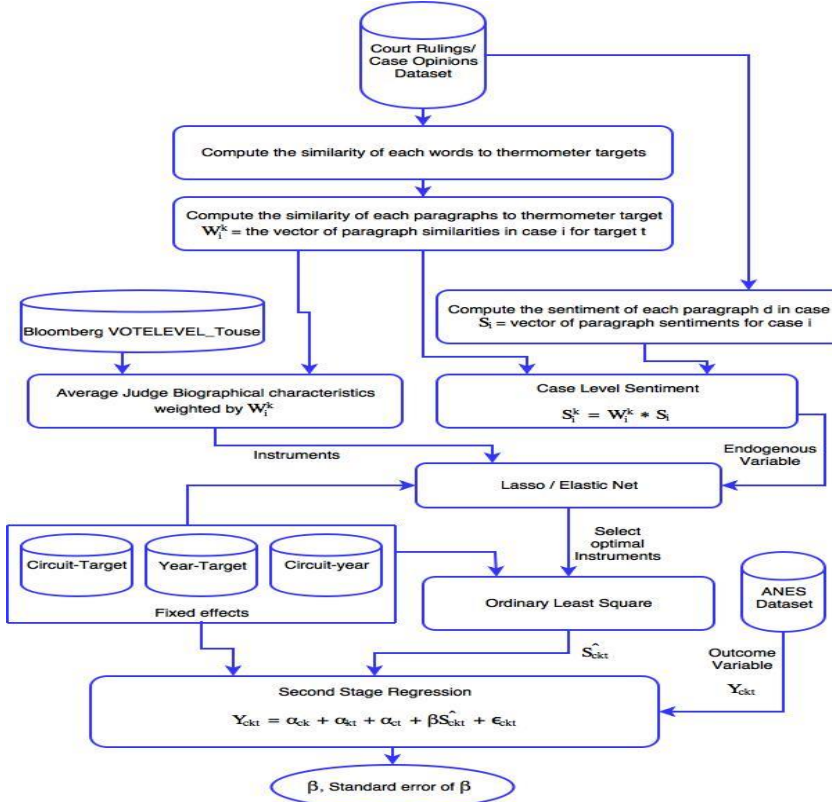 Court Rulings/
Case Opinions
Dataset
Compute the similarity of each words to thermometer targets
Compute the similarity of each paragraphs to thermometer target
W_i^k = the vector of paragraph similarities in case i for target t
Bloomberg VOTELEVEL_Touse
Compute the sentiment of each paragraph d in case
S_i = vector of paragraph sentiments for case i
Average Judge Biographical characteristics
weighted by W_i^k
Case Level Sentiment
S_i^k = W_i^k * S_i
Instruments
Endogenous
Variable
Lasso / Elastic Net
Select
optimal
Instruments
Circuit-Target
Year-Target
Circuit-year
Fixed effects
Ordinary Least Square
ANES
Dataset
Ŝ_ckt
Outcome
Variable
Y_ckt
Second Stage Regression
Y_ckt = α_ck + α_kt + α_ct + βŜ_ckt + ϵ_ckt
β, Standard error of β